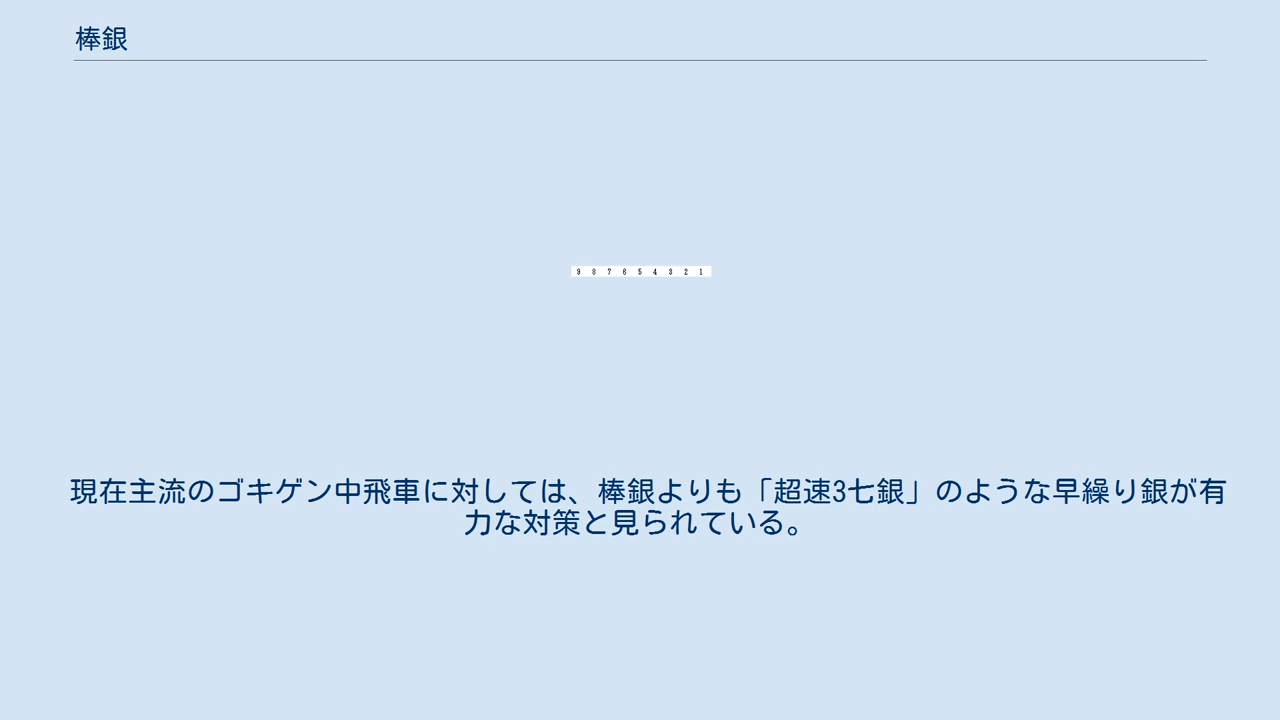 棒銀
9 8 7 6 5 4 3 2 1
現在主流のゴキゲン中飛車に対しては、棒銀よりも「超速3七銀」のような早繰り銀が有
力な対策と見られている。